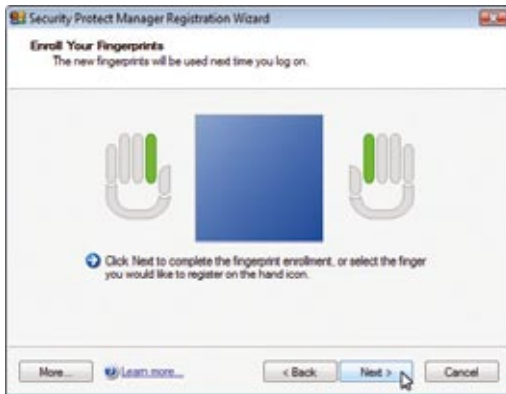 Security Protect Manager Registration Wizard
Enroll Your Fingerprints
The new fingerprints will be used next time you log on.
Click Next to complete the fingerprint enrollment, or select the finger
you would like to register on the hand icon.
More... Learn more... < Back Next > Cancel